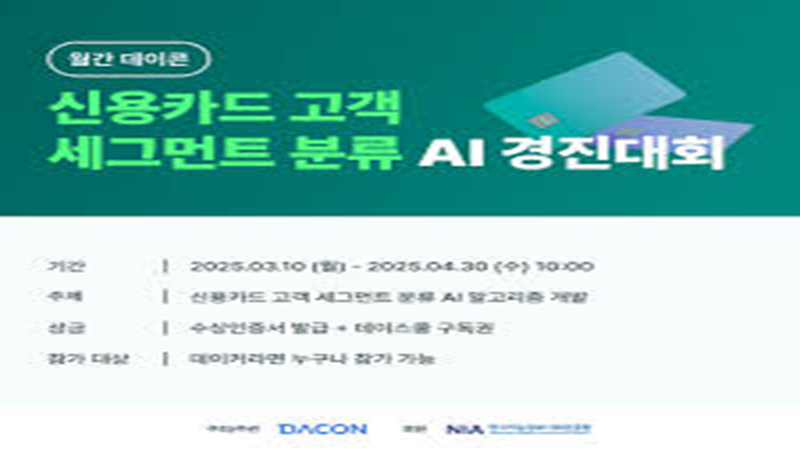 월간 데이콘
신용카드 고객
세그먼트 분류 AI 경진대회
기간 | 2025.03.10 (월) - 2025.04.30 (수) 10:00
주제 | 신용카드 고객 세그먼트 분류 AI 알고리즘 개발
상금 | 수상인증서 발급 + 데이스쿨 구독권
참가 대상 | 데이커라면 누구나 참가 가능
DACON NIA